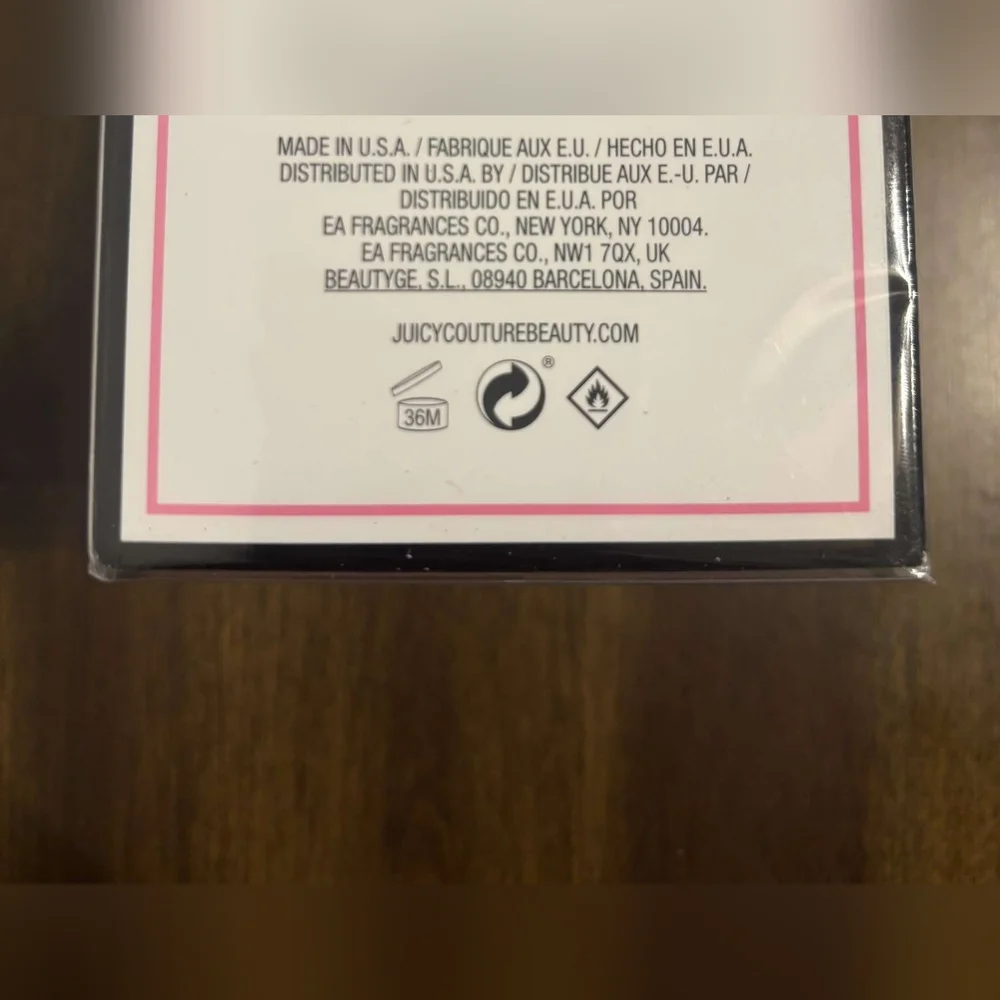 MADE IN U.S.A. / FABRIQUE AUX E.U. / HECHO EN E.U.A.
DISTRIBUTED IN U.S.A. BY / DISTRIBUE AUX E.-U. PAR /
DISTRIBUIDO EN E.U.A. POR
EA FRAGRANCES CO., NEW YORK, NY 10004.
EA FRAGRANCES CO., NW1 7QX, UK
BEAUTYGE, S.L., 08940 BARCELONA, SPAIN.
JUICYCOUTUREBEAUTY.COM
36M ®